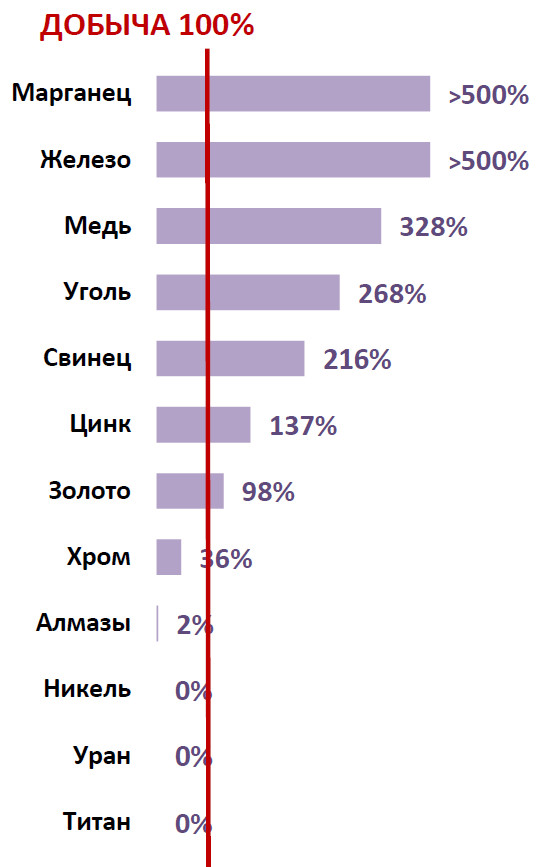 ДОБЫЧА 100%
Марганец >500%
Железо >500%
Медь 328%
Уголь 268%
Свинец 216%
Цинк 137%
Золото 98%
Хром 36%
Алмазы 2%
Никель 0%
Уран 0%
Титан 0%